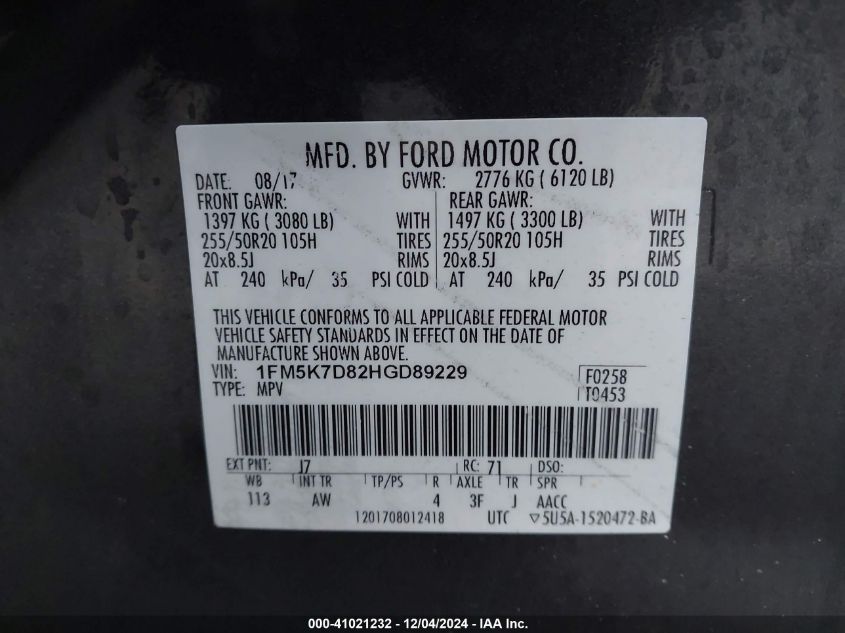 MFD. BY FORD MOTOR CO.
DATE: 08/17 GVWR: 2776 KG ( 6120 LB)
FRONT GAWR: REAR GAWR:
1397 KG ( 3080 LB) WITH 1497 KG ( 3300 LB) WITH
255/50R20 105H TIRES 255/50R20 105H TIRES
20x8.5J RIMS 20x8.5J RIMS
AT 240 kPa/ 35 PSI COLD AT 240 kPa/ 35 PSI COLD
THIS VEHICLE CONFORMS TO ALL APPLICABLE FEDERAL MOTOR
VEHICLE SAFETY STANDARDS IN EFFECT ON THE DATE OF
MANUFACTURE SHOWN ABOVE.
VIN: 1FM5K7D82HGD89229 F0258
TYPE: MPV T0453
EXT PNT: J7 RC: 71 DSO:
WB INT TR TP/PS R AXLE TR SPR
113 AW 4 3F J AACC
1201708012418 UTC ▽5U5A-1520472-BA
000-41021232 - 12/04/2024 - IAA Inc.